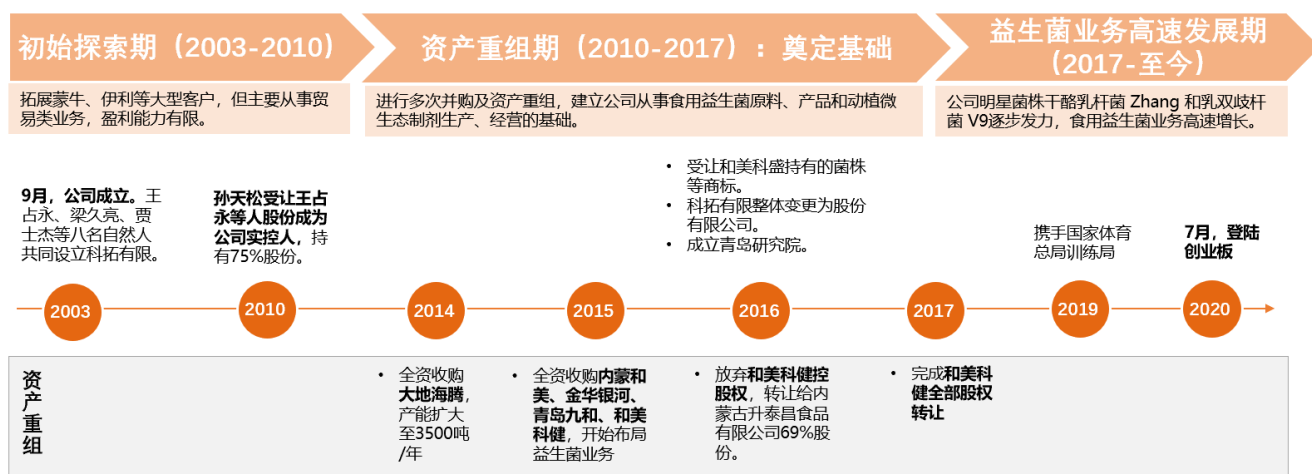 初始探索期（2003-2010）
资产重组期（2010-2017）：奠定基础
益生菌业务高速发展期
（2017-至今）
拓展蒙牛、伊利等大型客户，但主要从事贸
易类业务，盈利能力有限。
进行多次并购及资产重组，建立公司从事食用益生菌原料、产品和动植微
生态制剂生产、经营的基础。
公司明星菌株干酪乳杆菌 Zhang 和乳双歧杆
菌 V9逐步发力，食用益生菌业务高速增长。
9月，公司成立。王
占永、梁久亮、贾
士杰等八名自然人
共同设立科拓有限。
孙天松受让王占
永等人股份成为
公司实控人，持
有75%股份。
• 受让和美科盛持有的菌株
等商标。
• 科拓有限整体变更为股份
有限公司。
• 成立青岛研究院。
携手国家体育
总局训练局
7月，登陆
创业板
2003
2010
2014
2015
2016
2017
2019
2020
资产重组
• 全资收购
大地海腾，
产能扩大
至3500吨
/年
• 全资收购内蒙和
美、金华银河、
青岛九和、和美
科健，开始布局
益生菌业务
• 放弃和美科健控
股权，转让给内
蒙古升泰昌食品
有限公司69%股
份。
• 完成和美科
健全部股权
转让